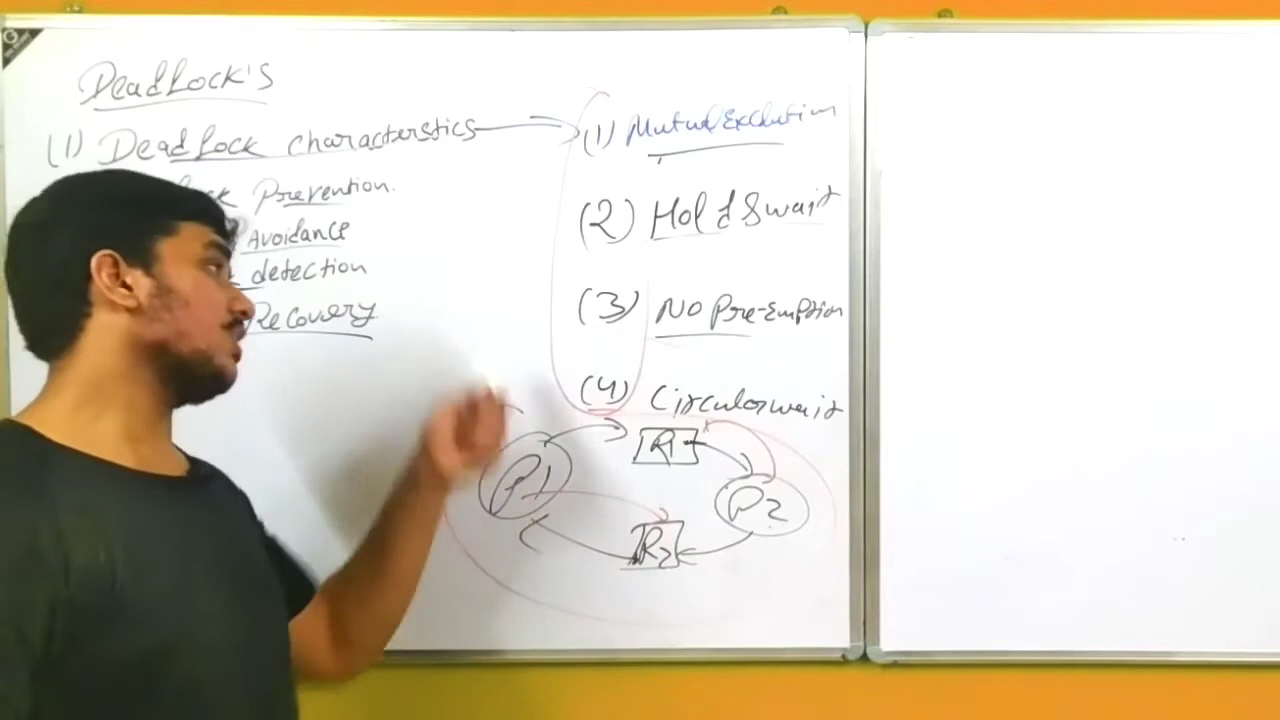 DeadLock's
(1) DeadLock characterstics
Prevention.
Avoidance
detection
Recovery
(1) Mutual Exclution
(2) Hold & wait
(3) No Pre-Emption
(4) Circular wait
R1
P1
P2
R2